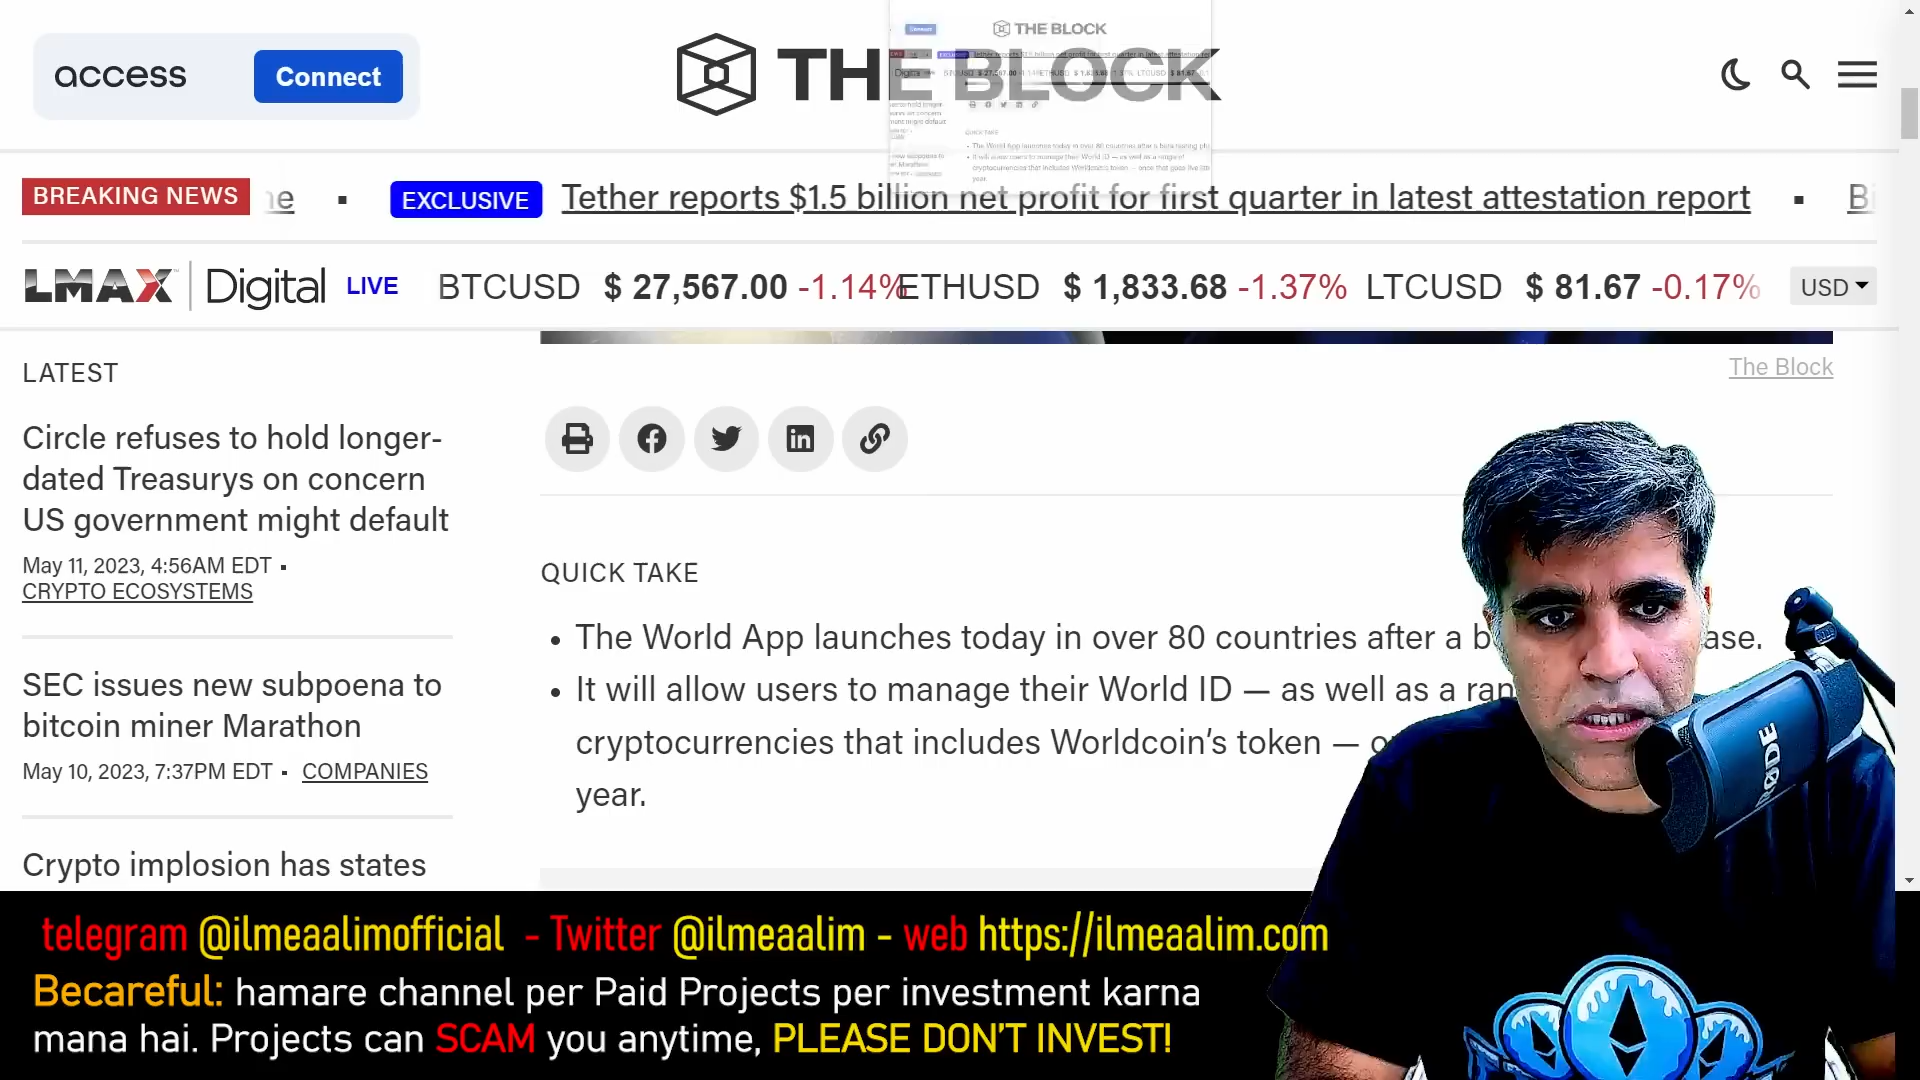 access
Connect
THE BLOCK
THE BLOCK
BREAKING NEWS
EXCLUSIVE
Tether reports $1.5 billion net profit for first quarter in latest attestation report
LMAX Digital LIVE
BTCUSD $ 27,567.00 -1.14%
ETHUSD $ 1,833.68 -1.37%
LTCUSD $ 81.67 -0.17%
USD
LATEST
Circle refuses to hold longer-
dated Treasurys on concern
US government might default
May 11, 2023, 4:56AM EDT
CRYPTO ECOSYSTEMS
SEC issues new subpoena to
bitcoin miner Marathon
May 10, 2023, 7:37PM EDT
COMPANIES
Crypto implosion has states
The Block
QUICK TAKE
The World App launches today in over 80 countries after a
It will allow users to manage their World ID — as well as a
cryptocurrencies that includes Worldcoin's token —
year.
RØDE
telegram @ilmeaalimofficial - Twitter @ilmeaalim - web https://ilmeaalim.com
Becareful: hamare channel per Paid Projects per investment karna
mana hai. Projects can SCAM you anytime, PLEASE DON'T INVEST!